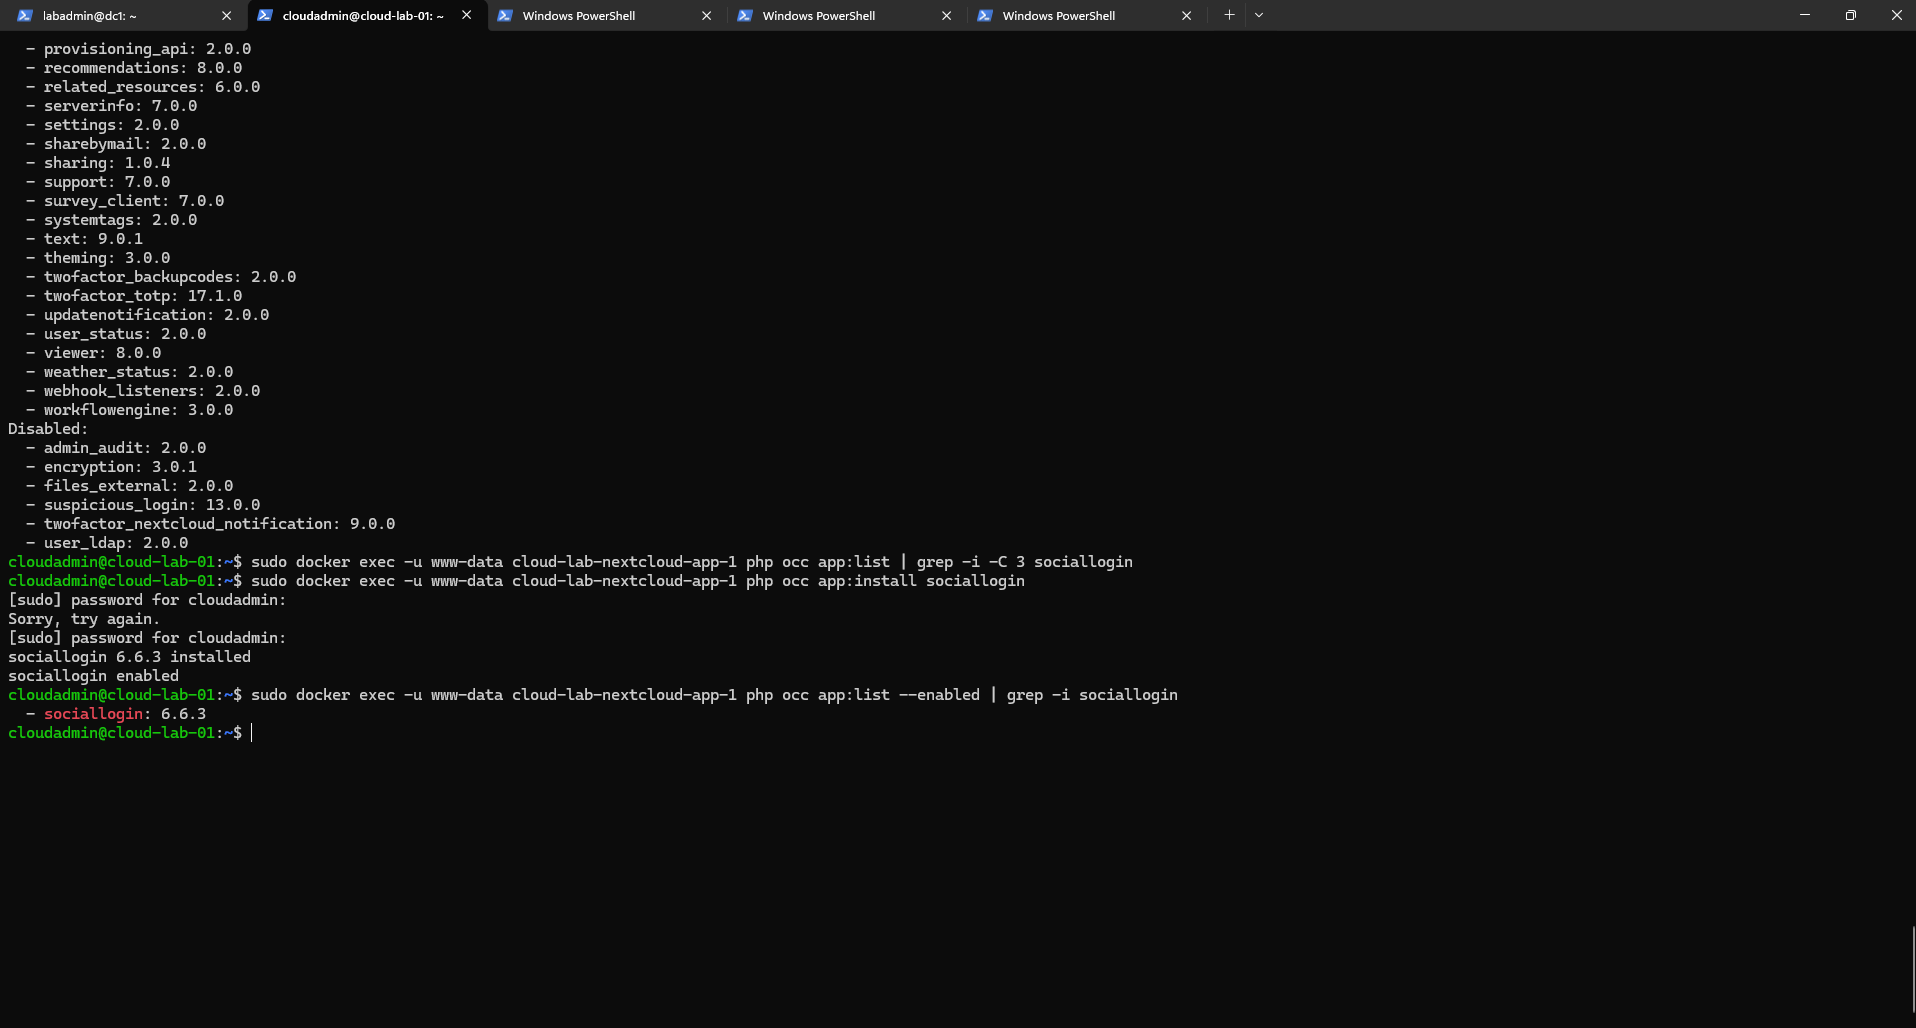 labadmin@dc1: ~
cloudadmin@cloud-lab-01: ~
Windows PowerShell
Windows PowerShell
Windows PowerShell
- provisioning_api: 2.0.0
- recommendations: 8.0.0
- related_resources: 6.0.0
- serverinfo: 7.0.0
- settings: 2.0.0
- sharebymail: 2.0.0
- sharing: 1.0.4
- support: 7.0.0
- survey_client: 7.0.0
- systemtags: 2.0.0
- text: 9.0.1
- theming: 3.0.0
- twofactor_backupcodes: 2.0.0
- twofactor_totp: 17.1.0
- updatenotification: 2.0.0
- user_status: 2.0.0
- viewer: 8.0.0
- weather_status: 2.0.0
- webhook_listeners: 2.0.0
- workflowengine: 3.0.0
Disabled:
- admin_audit: 2.0.0
- encryption: 3.0.1
- files_external: 2.0.0
- suspicious_login: 13.0.0
- twofactor_nextcloud_notification: 9.0.0
- user_ldap: 2.0.0
cloudadmin@cloud-lab-01:~$ sudo docker exec -u www-data cloud-lab-nextcloud-app-1 php occ app:list | grep -i -C 3 sociallogin
cloudadmin@cloud-lab-01:~$ sudo docker exec -u www-data cloud-lab-nextcloud-app-1 php occ app:install sociallogin
[sudo] password for cloudadmin:
Sorry, try again.
[sudo] password for cloudadmin:
sociallogin 6.6.3 installed
sociallogin enabled
cloudadmin@cloud-lab-01:~$ sudo docker exec -u www-data cloud-lab-nextcloud-app-1 php occ app:list --enabled | grep -i sociallogin
- sociallogin: 6.6.3
cloudadmin@cloud-lab-01:~$